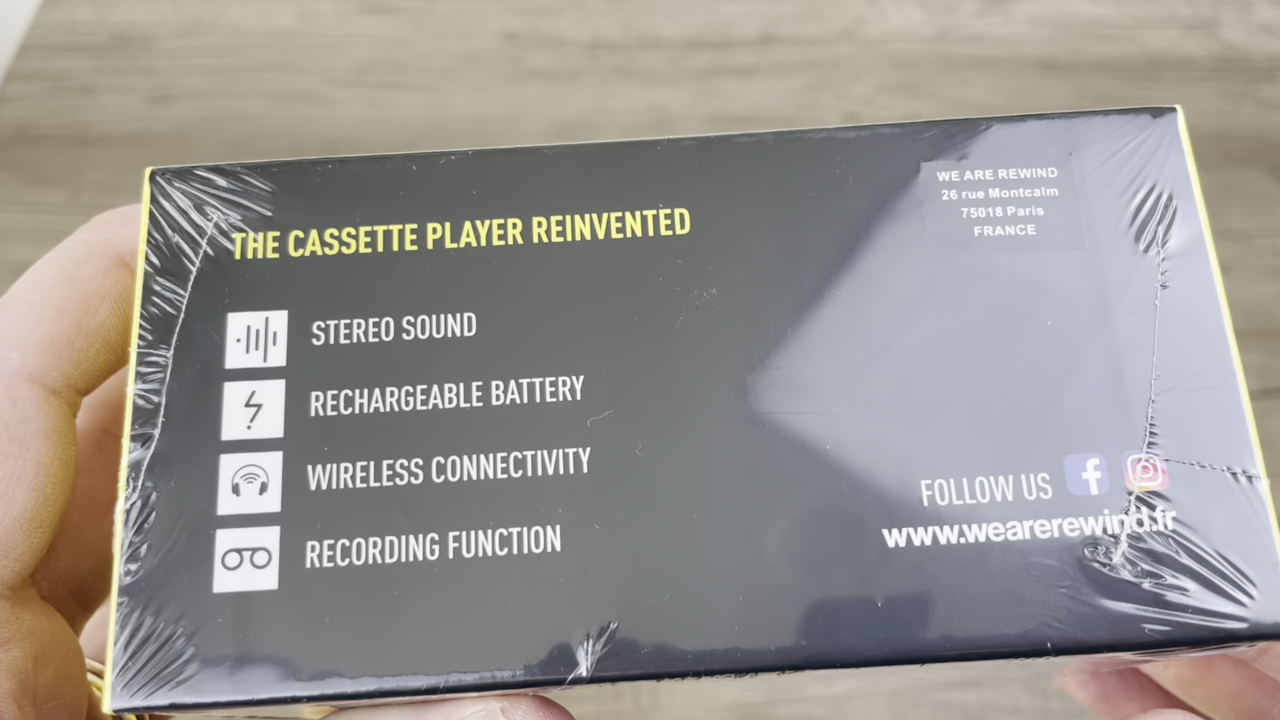 THE CASSETTE PLAYER REINVENTED
STEREO SOUND
RECHARGEABLE BATTERY
WIRELESS CONNECTIVITY
RECORDING FUNCTION
WE ARE REWIND
26 rue Montcalm
75018 Paris
FRANCE
FOLLOW US
www.wearerewind.fr